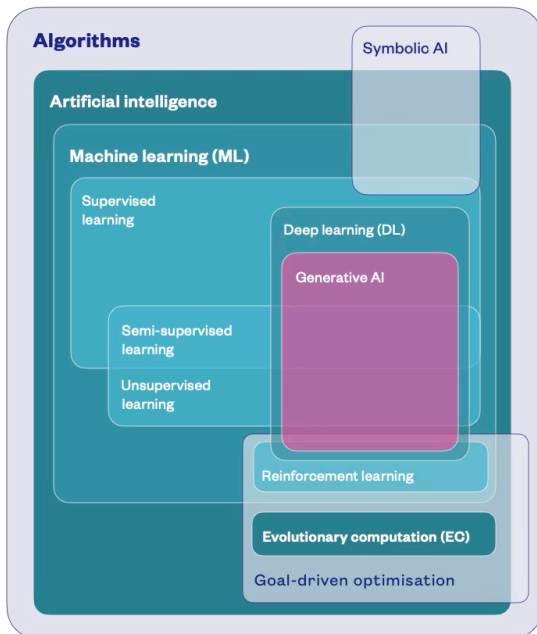 Algorithms
Symbolic AI
Artificial intelligence
Machine learning (ML)
Supervised
learning
Deep learning (DL)
Generative AI
Semi-supervised
learning
Unsupervised
learning
Reinforcement learning
Evolutionary computation (EC)
Goal-driven optimisation